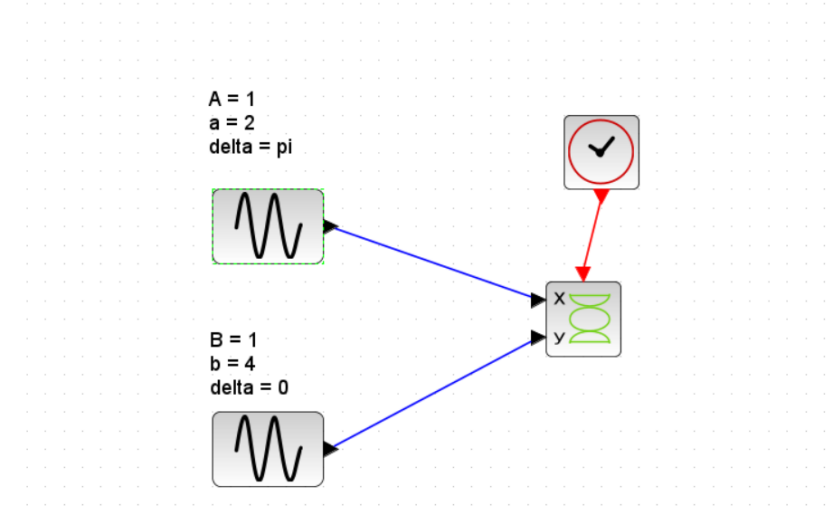 A = 1
a = 2
delta = pi
X
y
B = 1
b = 4
delta = 0